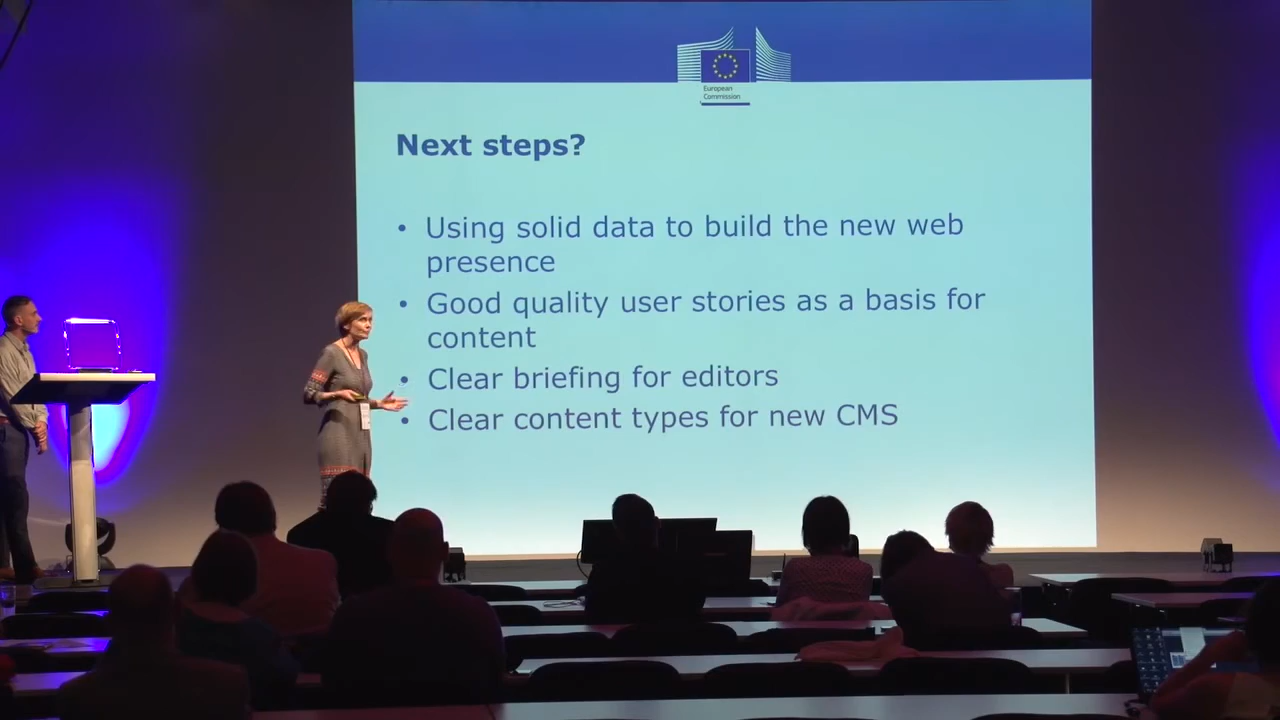 European
Commission
Next steps?
• Using solid data to build the new web
presence
• Good quality user stories as a basis for
content
• Clear briefing for editors
• Clear content types for new CMS